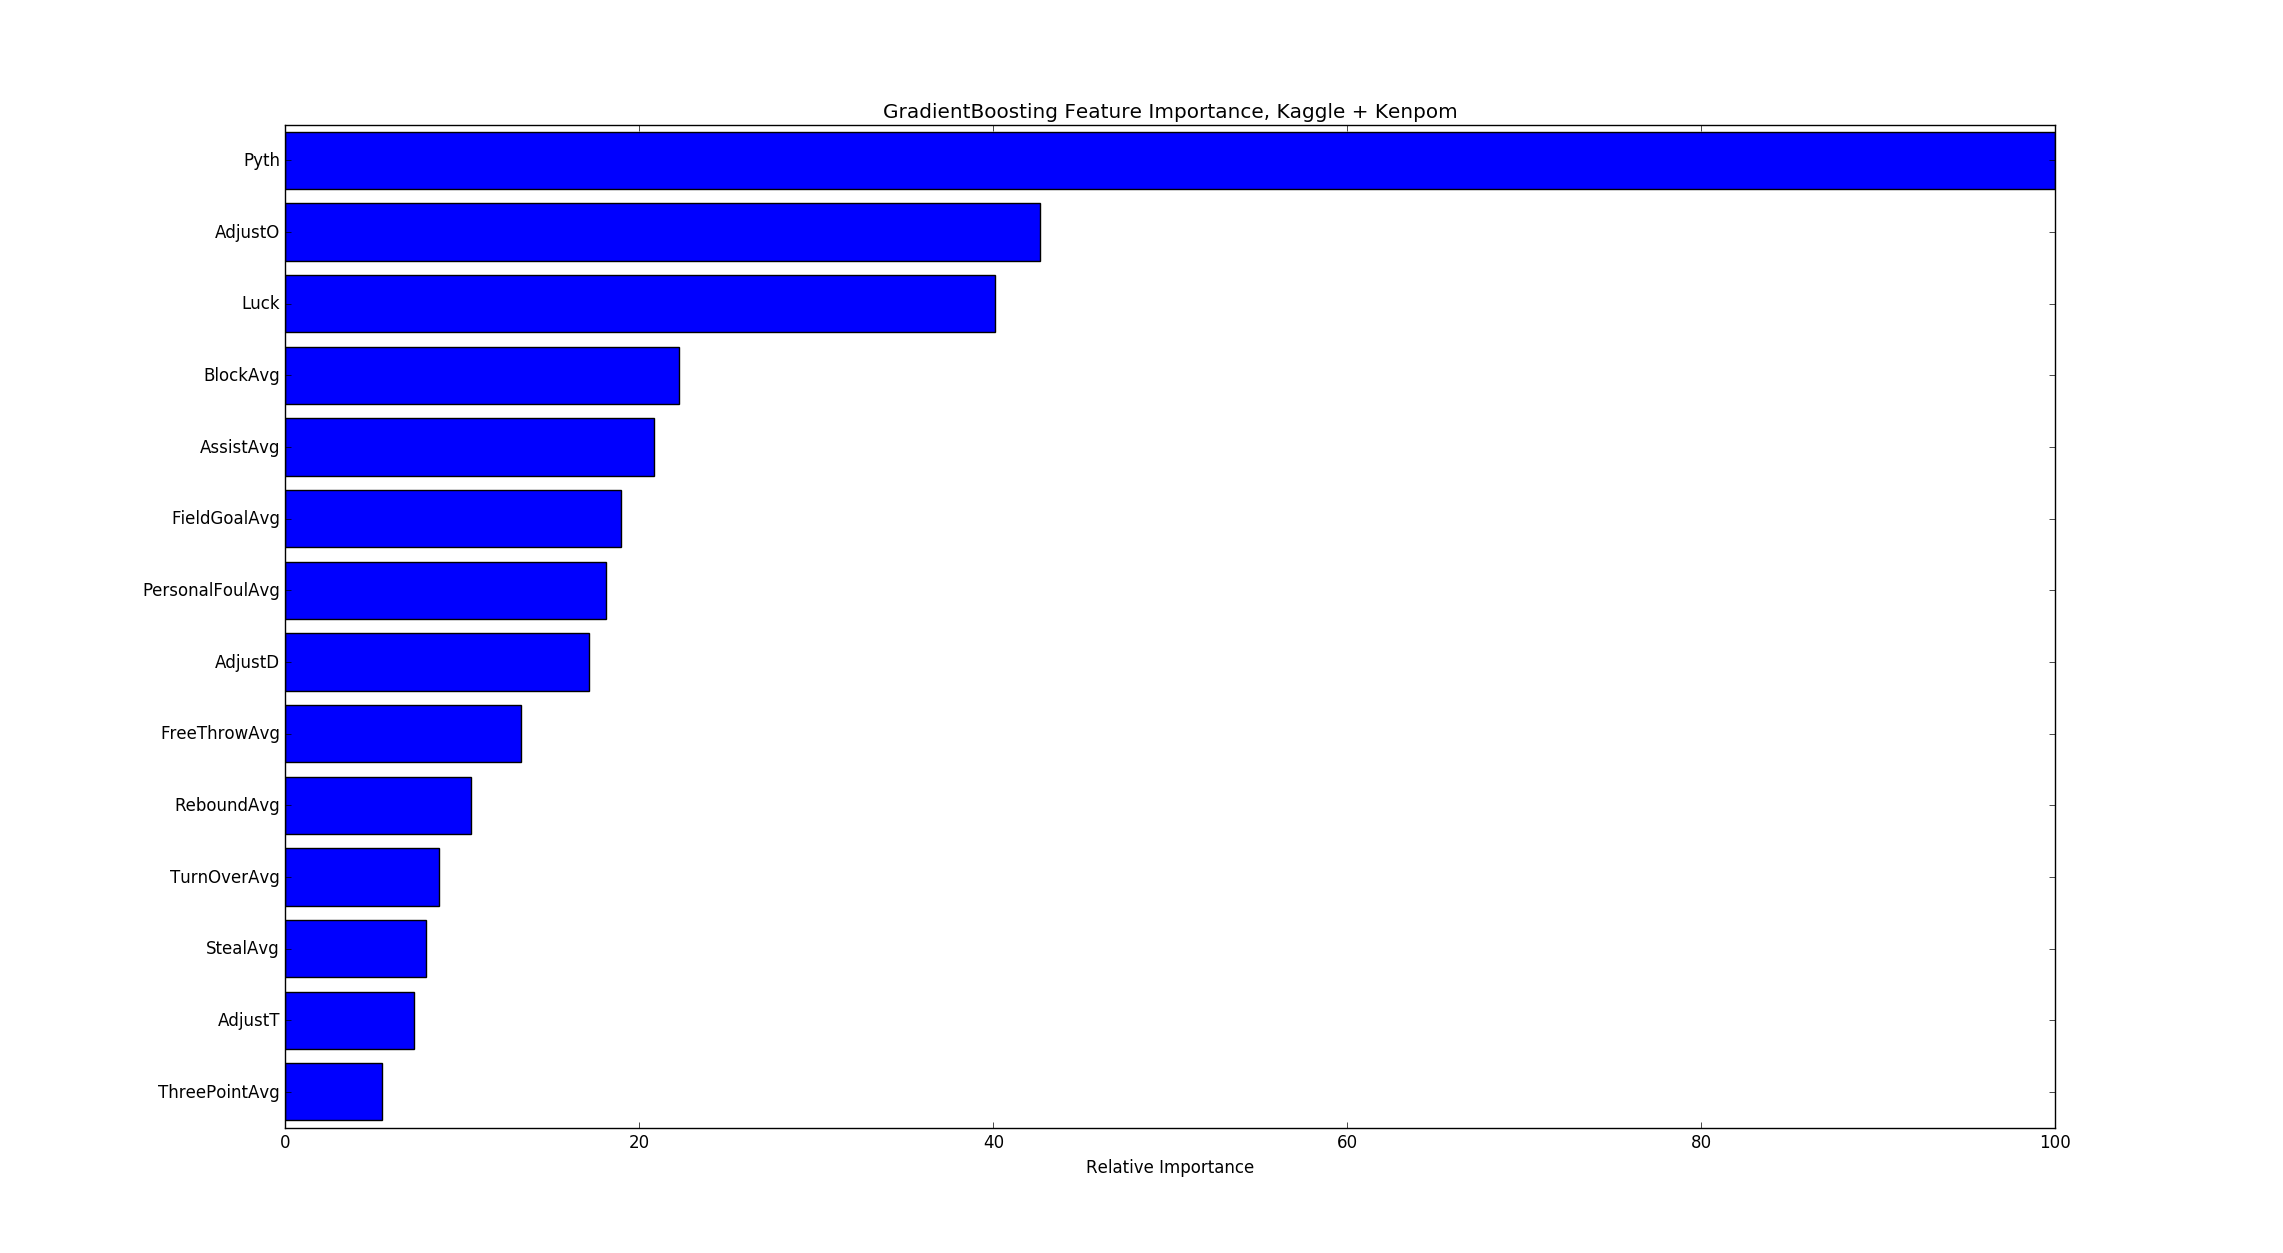 GradientBoosting Feature Importance, Kaggle + Kenpom
Pyth
AdjustO
Luck
BlockAvg
AssistAvg
FieldGoalAvg
PersonalFoulAvg
AdjustD
FreeThrowAvg
ReboundAvg
TurnOverAvg
StealAvg
AdjustT
ThreePointAvg
0 20 40 60 80 100
Relative Importance